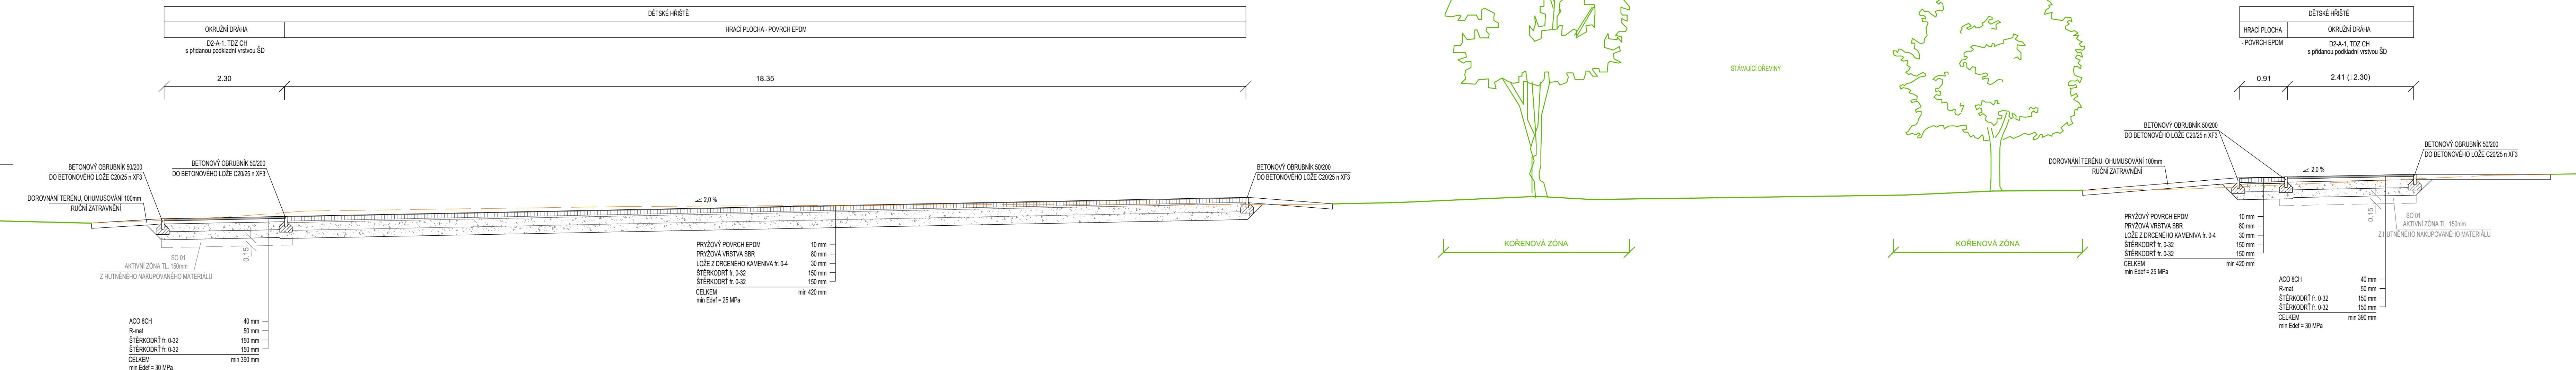 DĚTSKÉ HŘIŠTĚ
OKRUŽNÍ DRÁHA
HRACÍ PLOCHA - POVRCH EPDM
D2-A-1, TDZ CH
s přidanou podkladní vrstvou ŠD
2.30
18.35
BETONOVÝ OBRUBNÍK 50/200
DO BETONOVÉHO LOŽE C20/25 n XF3
BETONOVÝ OBRUBNÍK 50/200
DO BETONOVÉHO LOŽE C20/25 n XF3
DOROVNÁNÍ TERÉNU, OHUMUSOVÁNÍ 100mm
RUČNÍ ZATRAVNĚNÍ
2,0 %
BETONOVÝ OBRUBNÍK 50/200
DO BETONOVÉHO LOŽE C20/25 n XF3
0.15
SO 01
AKTIVNÍ ZÓNA TL. 150mm
Z HUTNĚNÉHO NAKUPOVANÉHO MATERIÁLU
ACO 8CH 40 mm
R-mat 50 mm
ŠTĚRKODRŤ fr. 0-32 150 mm
ŠTĚRKODRŤ fr. 0-32 150 mm
CELKEM min 390 mm
min Edef = 30 MPa
PRYŽOVÝ POVRCH EPDM 10 mm
PRYŽOVÁ VRSTVA SBR 80 mm
LOŽE Z DRCENÉHO KAMENIVA fr. 0-4 30 mm
ŠTĚRKODRŤ fr. 0-32 150 mm
ŠTĚRKODRŤ fr. 0-32 150 mm
CELKEM min 420 mm
min Edef = 25 MPa
STÁVAJÍCÍ DŘEVINY
KOŘENOVÁ ZÓNA
KOŘENOVÁ ZÓNA
DĚTSKÉ HŘIŠTĚ
HRACÍ PLOCHA
OKRUŽNÍ DRÁHA
- POVRCH EPDM
D2-A-1, TDZ CH
s přidanou podkladní vrstvou ŠD
0.91
2.41 (⊥2.30)
BETONOVÝ OBRUBNÍK 50/200
DO BETONOVÉHO LOŽE C20/25 n XF3
BETONOVÝ OBRUBNÍK 50/200
DO BETONOVÉHO LOŽE C20/25 n XF3
DOROVNÁNÍ TERÉNU, OHUMUSOVÁNÍ 100mm
RUČNÍ ZATRAVNĚNÍ
2,0 %
0.15
SO 01
AKTIVNÍ ZÓNA TL. 150mm
Z HUTNĚNÉHO NAKUPOVANÉHO MATERIÁLU
PRYŽOVÝ POVRCH EPDM 10 mm
PRYŽOVÁ VRSTVA SBR 80 mm
LOŽE Z DRCENÉHO KAMENIVA fr. 0-4 30 mm
ŠTĚRKODRŤ fr. 0-32 150 mm
ŠTĚRKODRŤ fr. 0-32 150 mm
CELKEM min 420 mm
min Edef = 25 MPa
ACO 8CH 40 mm
R-mat 50 mm
ŠTĚRKODRŤ fr. 0-32 150 mm
ŠTĚRKODRŤ fr. 0-32 150 mm
CELKEM min 390 mm
min Edef = 30 MPa